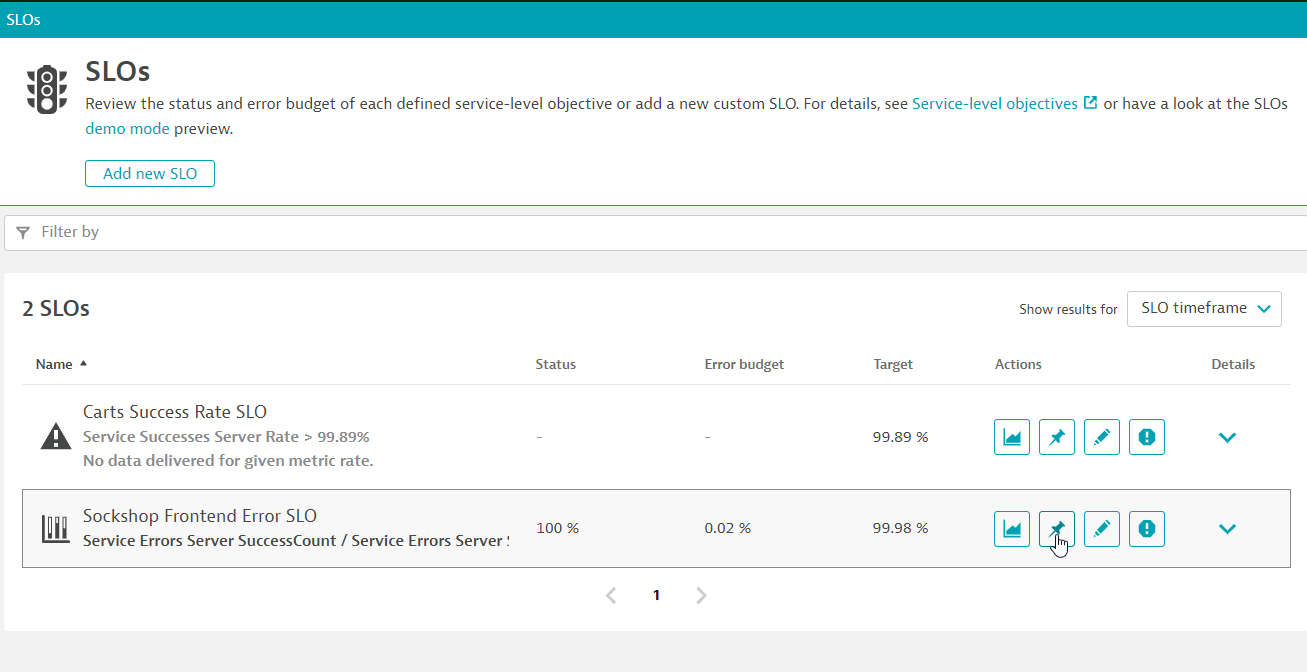 SLOs
SLOs
Review the status and error budget of each defined service-level objective or add a new custom SLO. For details, see Service-level objectives or have a look at the SLOs
demo mode preview.
Add new SLO
Filter by
2 SLOs
Show results for
SLO timeframe
Name
Status
Error budget
Target
Actions
Details
Carts Success Rate SLO
Service Successes Server Rate > 99.89%
No data delivered for given metric rate.
-
-
99.89 %
Sockshop Frontend Error SLO
Service Errors Server SuccessCount / Service Errors Server
100 %
0.02 %
99.98 %
1